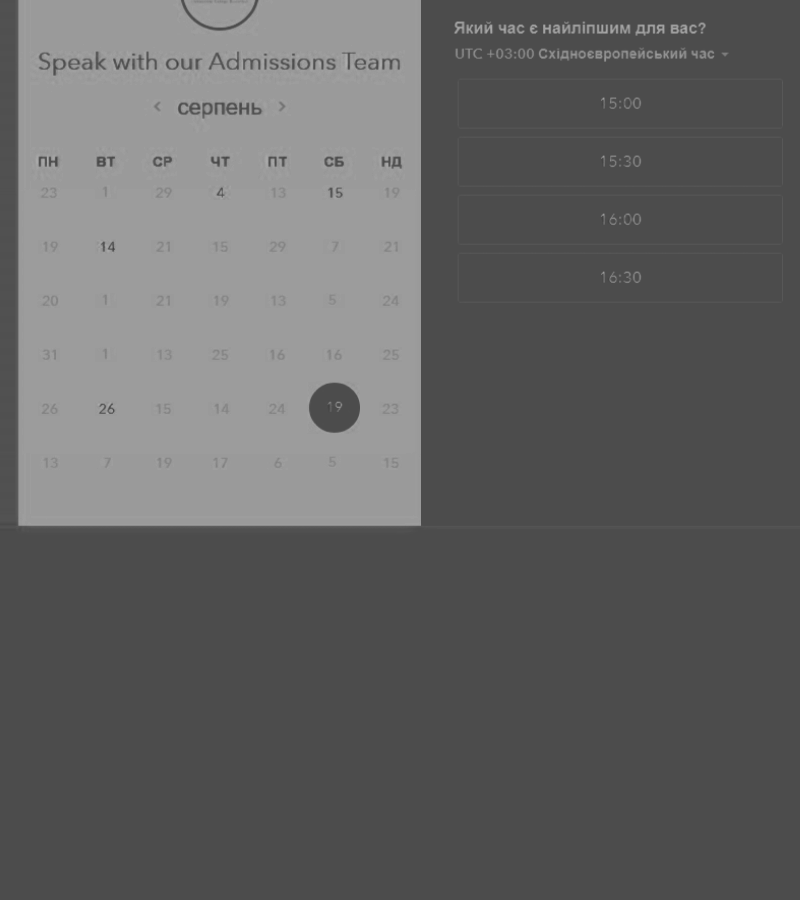 Speak with our Admissions Team
< серпень >
ПН ВТ СР ЧТ ПТ СБ НД
23 1 29 4 13 15 19
19 14 21 15 29 7 21
20 1 21 19 13 5 24
31 1 13 25 16 16 25
26 26 15 14 24 19 23
13 7 19 17 6 5 15
Який час є найліпшим для вас?
UTC +03:00 Східноєвропейський час
15:00
15:30
16:00
16:30